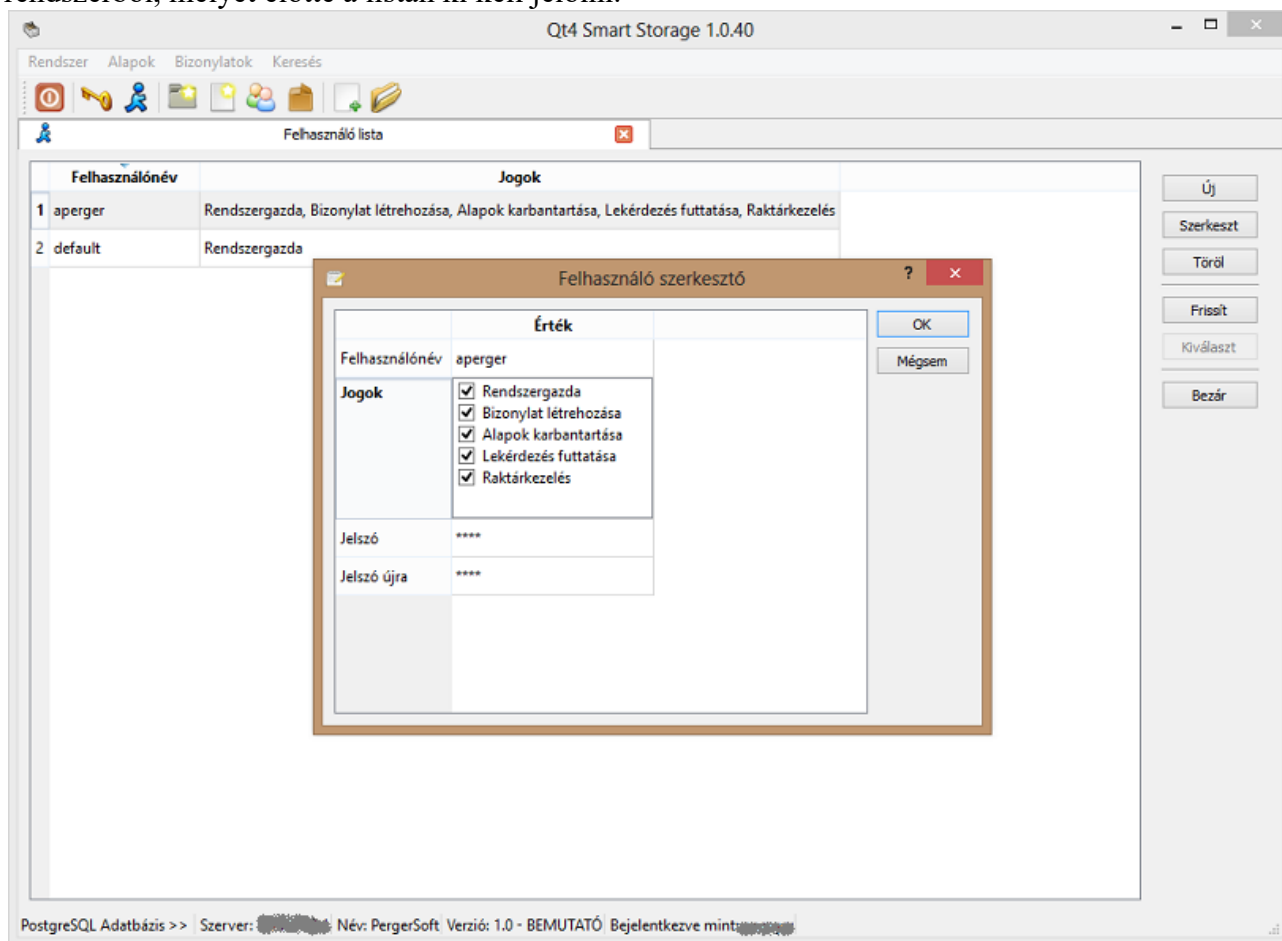 Qt4 Smart Storage 1.0.40
Rendszer Alapok Bizonylatok Keresés
Felhasználó lista
Felhasználónév Jogok
1 aperger Rendszergazda, Bizonylat létrehozása, Alapok karbantartása, Lekérdezés futtatása, Raktárkezelés
2 default Rendszergazda
Új
Szerkeszt
Töröl
Frissít
Kiválaszt
Bezár
Felhasználó szerkesztő ?
Érték
Felhasználónév aperger
Jogok
Rendszergazda
Bizonylat létrehozása
Alapok karbantartása
Lekérdezés futtatása
Raktárkezelés
Jelszó ****
Jelszó újra ****
OK
Mégsem
PostgreSQL Adatbázis >> Szerver: Név: PergerSoft Verzió: 1.0 - BEMUTATÓ Bejelentkezve mint: